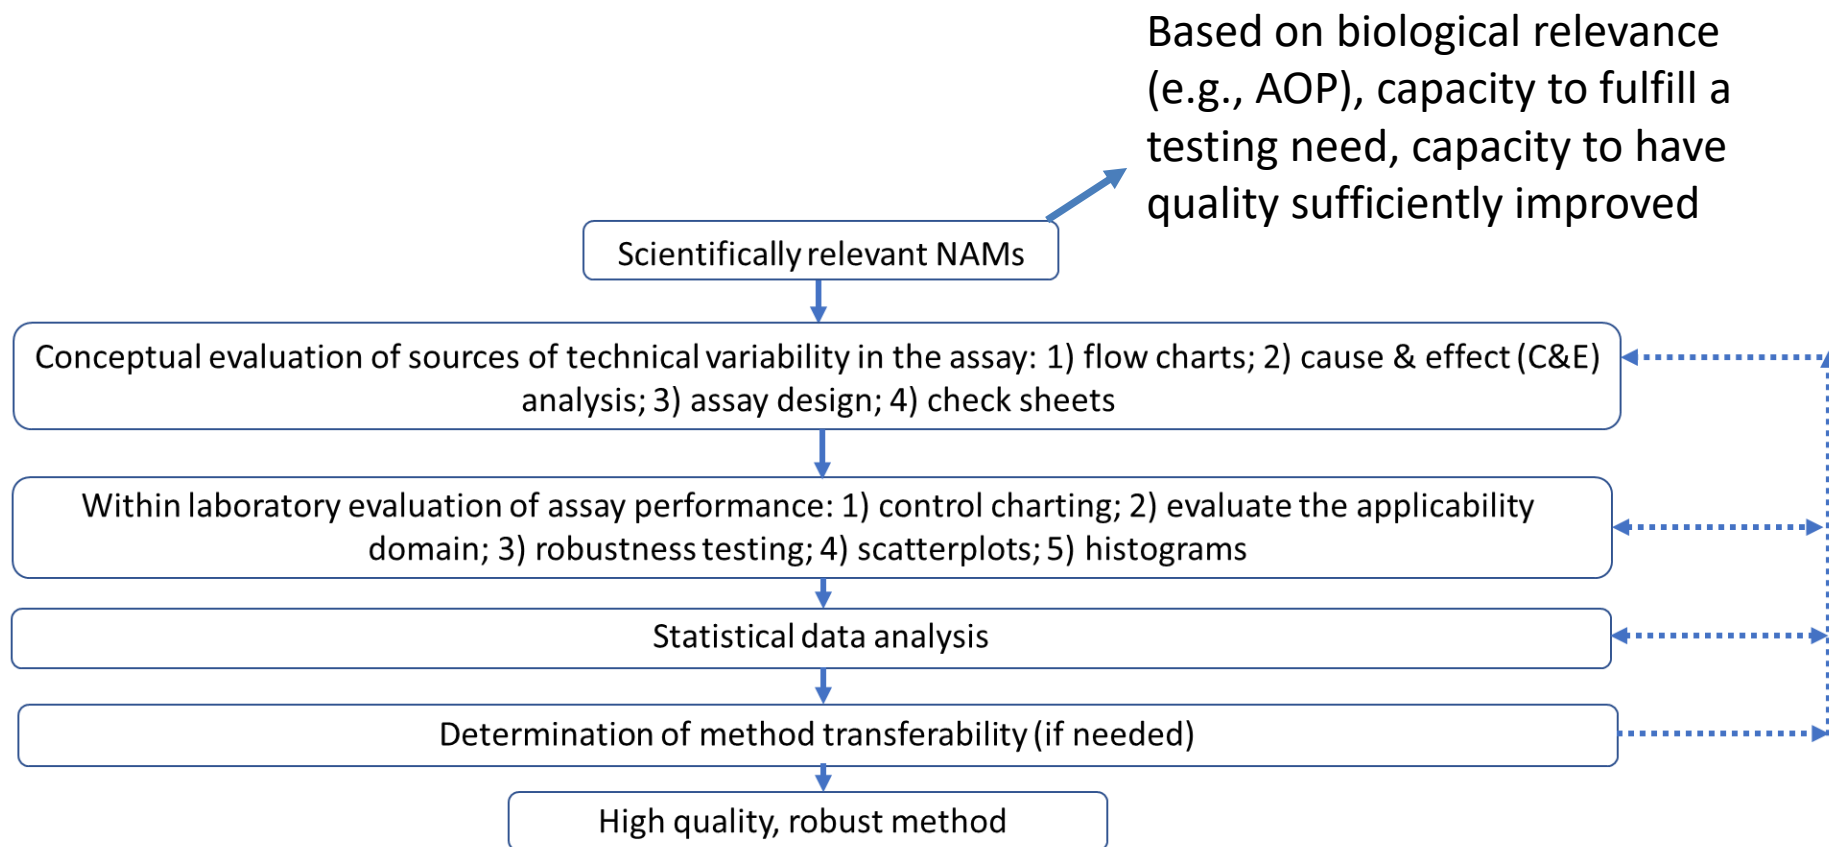 Based on biological relevance
(e.g., AOP), capacity to fulfill a
testing need, capacity to have
quality sufficiently improved
Scientifically relevant NAMs
Conceptual evaluation of sources of technical variability in the assay: 1) flow charts; 2) cause & effect (C&E)
analysis; 3) assay design; 4) check sheets
Within laboratory evaluation of assay performance: 1) control charting; 2) evaluate the applicability
domain; 3) robustness testing; 4) scatterplots; 5) histograms
Statistical data analysis
Determination of method transferability (if needed)
High quality, robust method